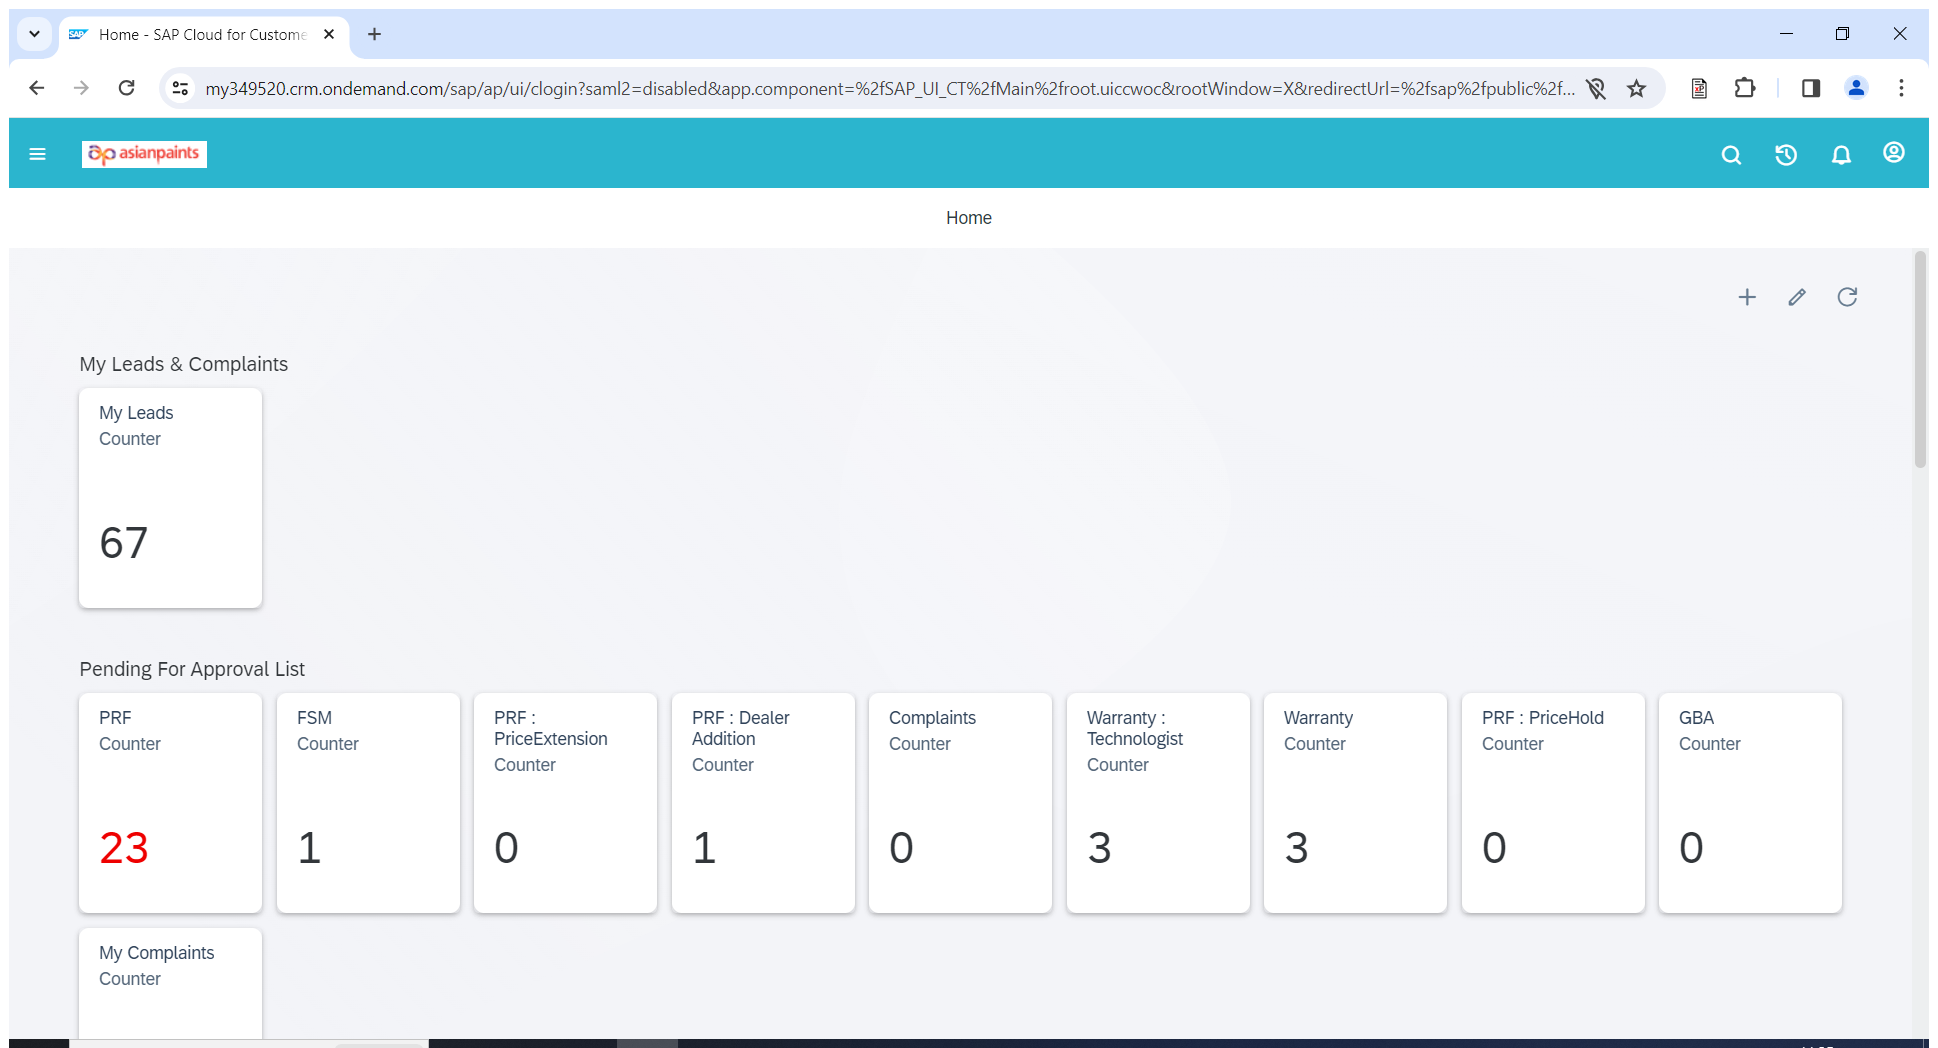 Home - SAP Cloud for Custome
my349520.crm.ondemand.com/sap/ap/ui/clogin?saml2=disabled&app.component=%2fSAP_UI_CT%2fMain%2froot.uiccwoc&rootWindow=X&redirectUrl=%2fsap%2fpublic%2f...
asianpaints
Home
My Leads & Complaints
My Leads
Counter
67
Pending For Approval List
PRF
Counter
23
FSM
Counter
1
PRF :
PriceExtension
Counter
0
PRF : Dealer
Addition
Counter
1
Complaints
Counter
0
Warranty :
Technologist
Counter
3
Warranty
Counter
3
PRF : PriceHold
Counter
0
GBA
Counter
0
My Complaints
Counter